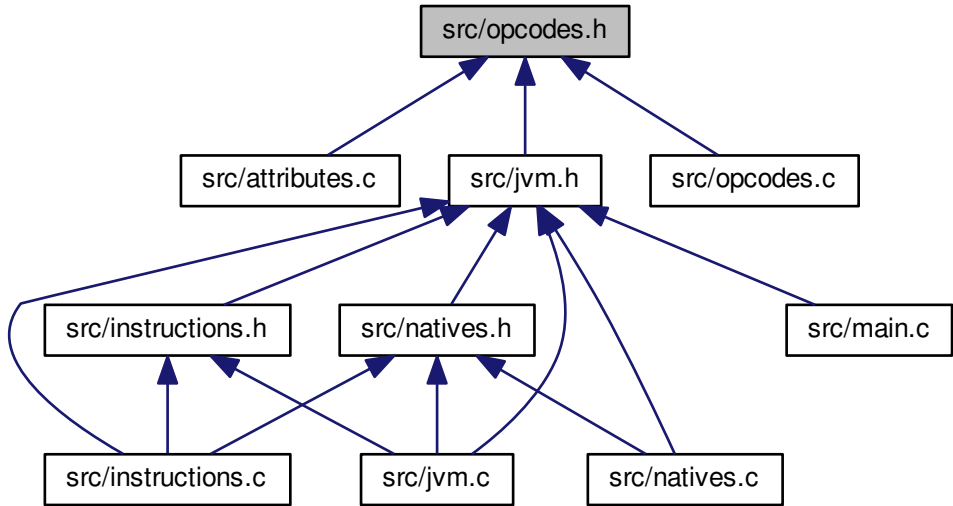 src/opcodes.h
src/attributes.c
src/jvm.h
src/opcodes.c
src/instructions.h
src/natives.h
src/main.c
src/instructions.c
src/jvm.c
src/natives.c